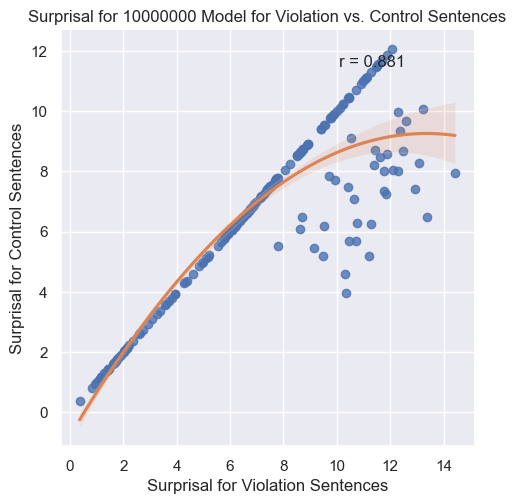 Surprisal for 10000000 Model for Violation vs. Control Sentences
r = 0.881
12
10
8
6
4
2
0
Surprisal for Control Sentences
0 2 4 6 8 10 12 14
Surprisal for Violation Sentences